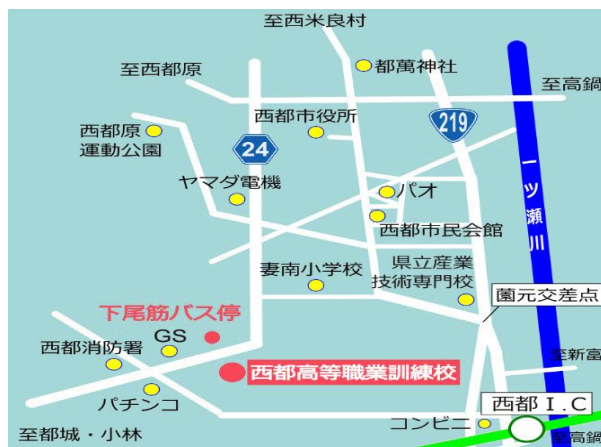 至西米良村
都萬神社
至西都原
至高鍋
西都市役所
219
西都原
運動公園
24
ヤマダ電機
パオ
一ツ瀬川
西都市民会館
妻南小学校
県立産業
技術専門校
園元交差点
下尾筋バス停
GS
西都消防署
西都高等職業訓練校
至新富
パチンコ
西都I.C
コンビニ
至都城・小林
至高鍋